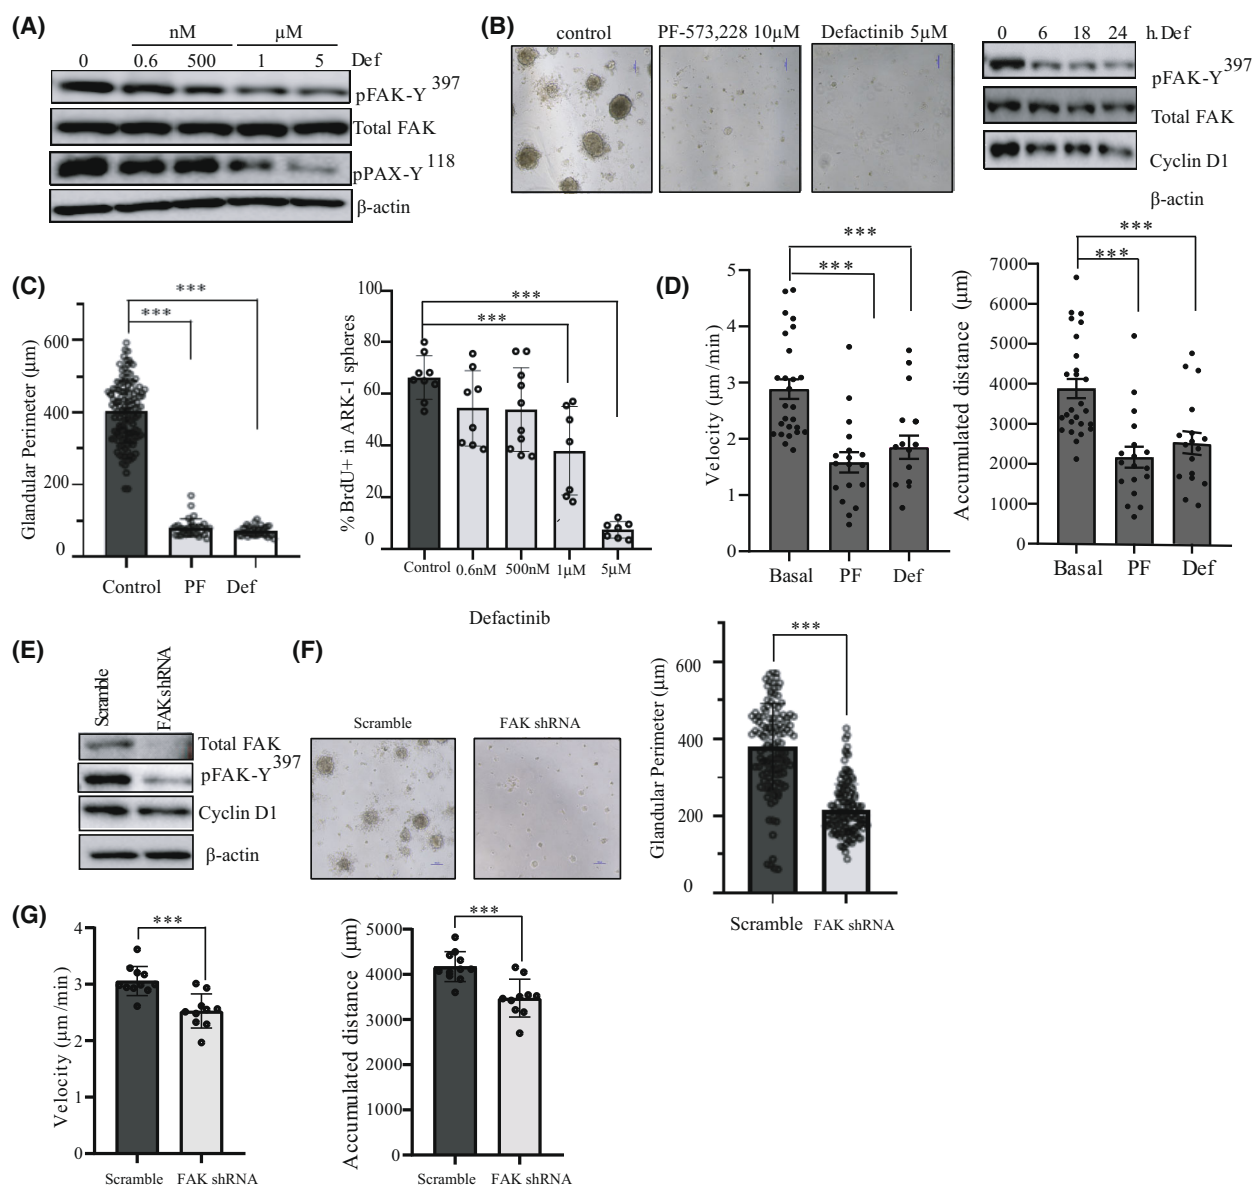 (A)
nM μM
0 0.6 500 1 5 Def
pFAK-Y397
Total FAK
pPAX-Y118
β-actin
(B)
control PF-573,228 10μM Defactinib 5μM
0 6 18 24 h.Def
pFAK-Y397
Total FAK
Cyclin D1
β-actin
(C)
Glandular Perimeter (μm)
600
400
200
0
***
***
Control PF Def
%BrdU+ in ARK-1 spheres
100
80
60
40
20
0
***
***
Control 0.6nM 500nM 1μM 5μM
Defactinib
(D)
Velocity (μm/min)
5
4
3
2
1
0
***
***
Basal PF Def
Accumulated distance (μm)
7000
6000
5000
4000
3000
2000
1000
0
***
***
Basal PF Def
(E)
Scramble
FAK shRNA
Total FAK
pFAK-Y397
Cyclin D1
β-actin
(F)
Scramble FAK shRNA
Glandular Perimeter (μm)
600
400
200
0
***
Scramble FAK shRNA
(G)
Velocity (μm/min)
4
3
2
1
0
***
Scramble FAK shRNA
Accumulated distance (μm)
5000
4000
3000
2000
1000
0
***
Scramble FAK shRNA